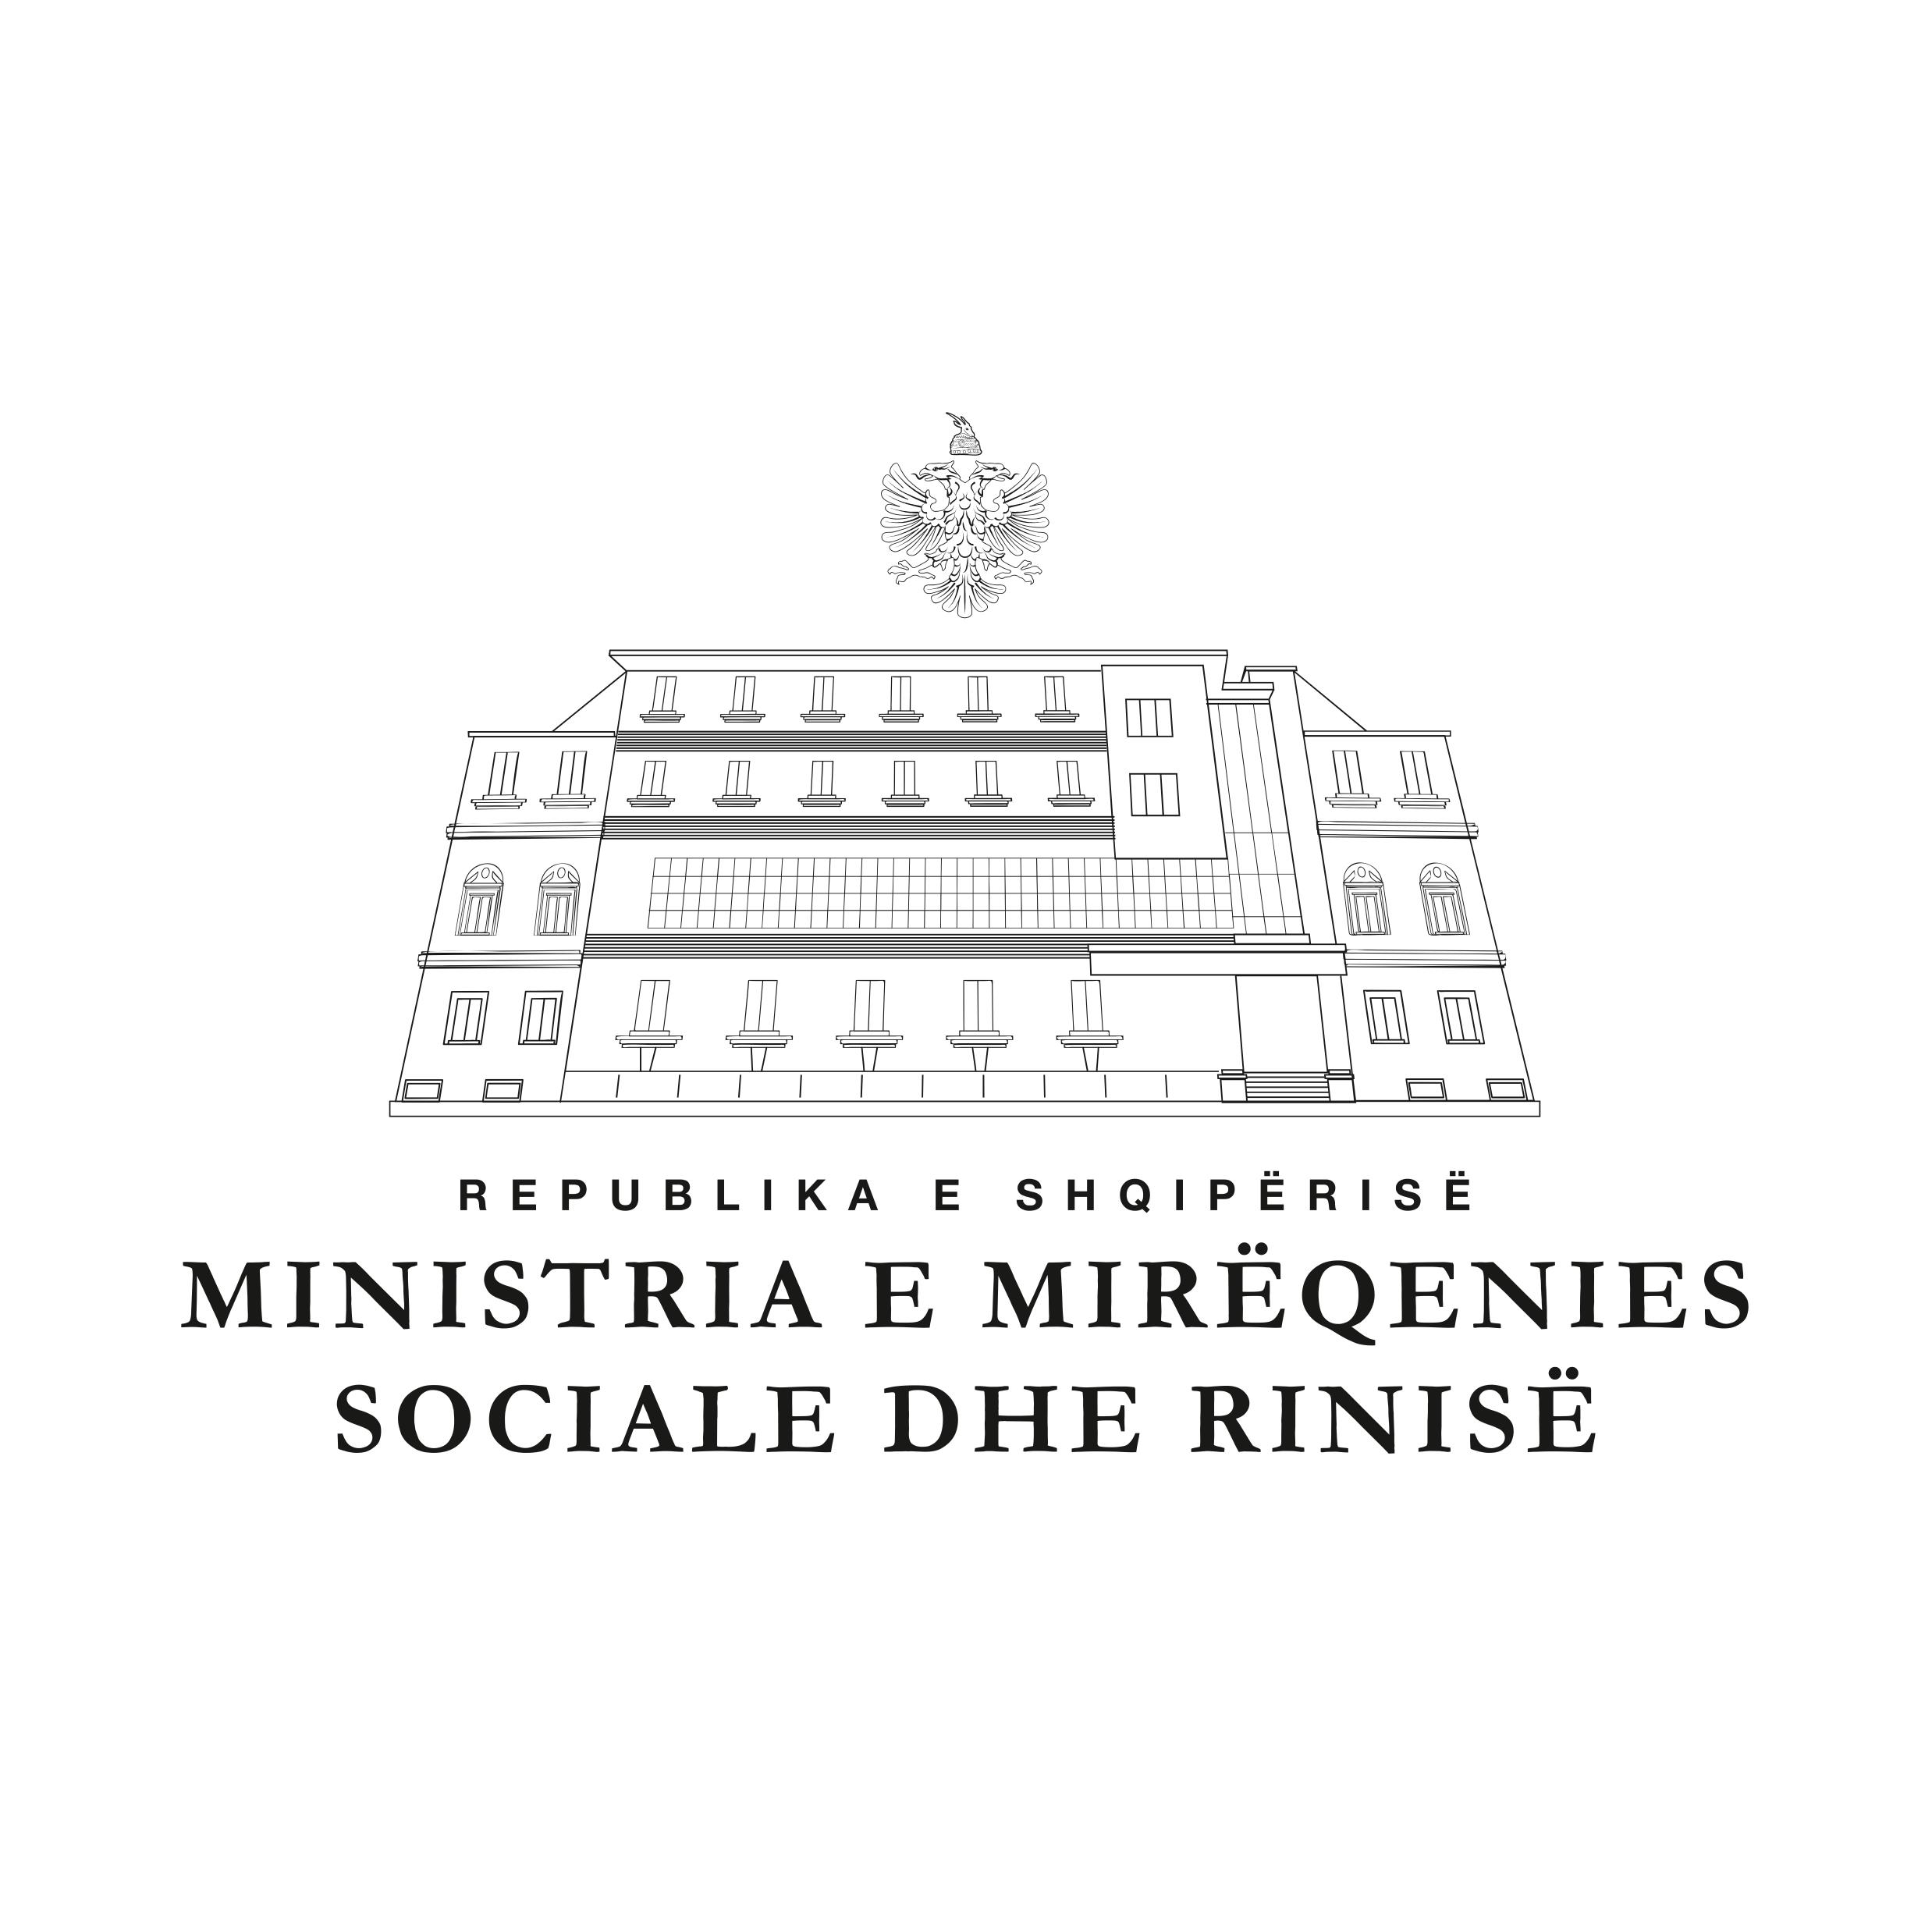 REPUBLIKA E SHQIPËRISË
MINISTRIA E MIRËQENIES
SOCIALE DHE RINISË